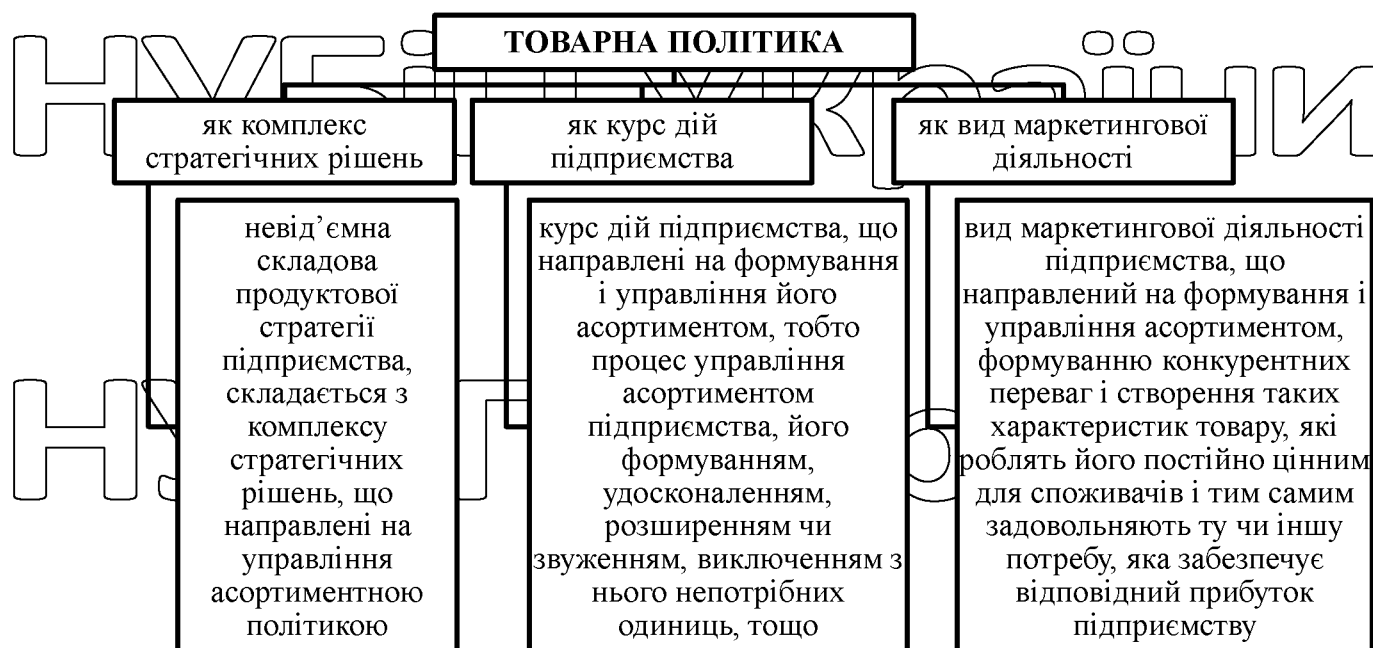 ТОВАРНА ПОЛІТИКА
як комплекс
стратегічних рішень
як курс дій
підприємства
як вид маркетингової
діяльності
невід’ємна
складова
продуктової
стратегії
підприємства,
складається з
комплексу
стратегічних
рішень, що
направлені на
управління
асортиментною
політикою
курс дій підприємства, що
направлені на формування
і управління його
асортиментом, тобто
процес управління
асортиментом
підприємства, його
формуванням,
удосконаленням,
розширенням чи
звуженням, виключенням з
нього непотрібних
одиниць, тощо
вид маркетингової діяльності
підприємства, що
направлений на формування і
управління асортиментом,
формуванню конкурентних
переваг і створення таких
характеристик товару, які
роблять його постійно цінним
для споживачів і тим самим
задовольняють ту чи іншу
потребу, яка забезпечує
відповідний прибуток
підприємству